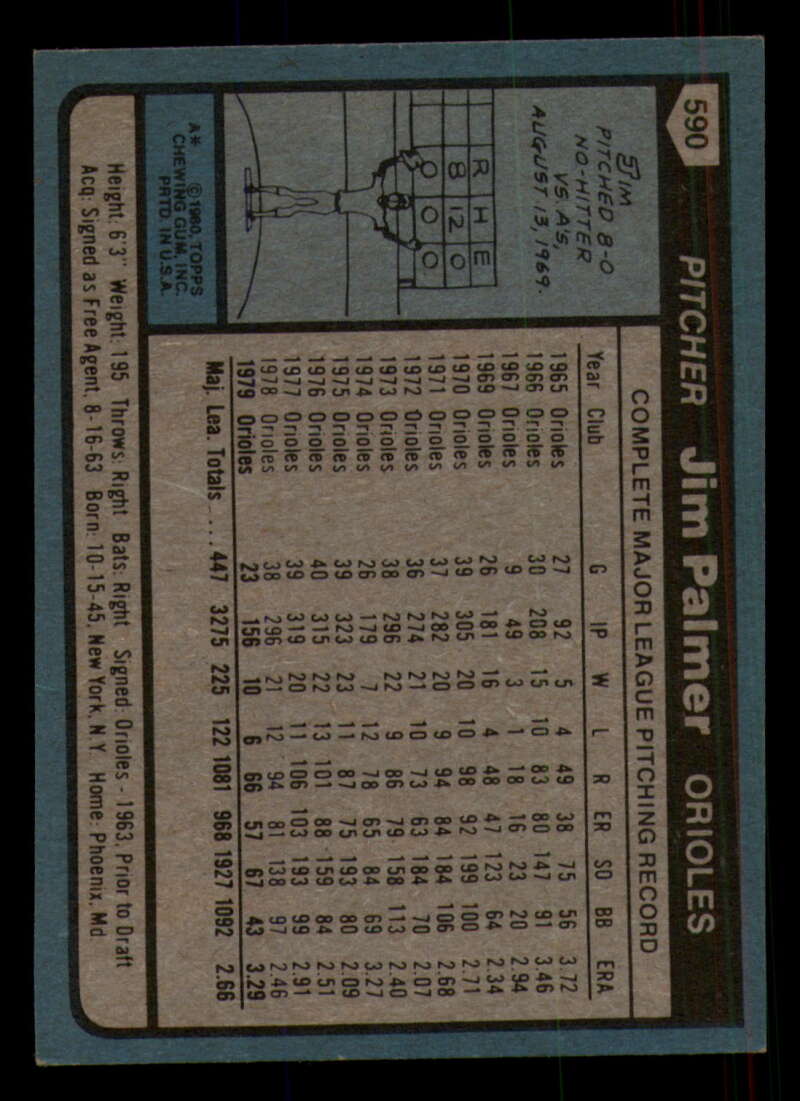 590 PITCHER Jim Palmer ORIOLES
JIM
PITCHED 8-0
NO-HITTER
VS. A'S,
AUGUST 13, 1969.
R H E
8 12 0
0 0 0
A* © 1980, TOPPS
CHEWING GUM, INC.
PRTD. IN U.S.A.
COMPLETE MAJOR LEAGUE PITCHING RECORD
Year Club G IP W L R ER SO BB ERA
1965 Orioles 27 92 5 4 49 38 75 56 3.72
1966 Orioles 30 208 15 10 83 80 147 91 3.46
1967 Orioles 9 49 3 1 18 16 23 20 2.94
1969 Orioles 26 181 16 4 48 47 123 64 2.34
1970 Orioles 39 305 20 10 98 92 199 100 2.71
1971 Orioles 37 282 20 9 94 84 184 106 2.68
1972 Orioles 36 274 21 10 73 63 184 70 2.07
1973 Orioles 38 296 22 9 86 79 158 113 2.40
1974 Orioles 26 179 7 12 78 65 84 69 3.27
1975 Orioles 39 323 23 11 87 75 193 80 2.09
1976 Orioles 40 315 22 13 101 88 159 84 2.51
1977 Orioles 39 319 20 11 106 103 193 99 2.91
1978 Orioles 38 296 21 12 94 81 138 97 2.46
1979 Orioles 23 156 10 6 66 57 67 43 3.29
Maj. Lea. Totals .... 447 3275 225 122 1081 968 1927 1092 2.66
Height: 6'3" Weight: 195 Throws: Right Bats: Right Signed: Orioles - 1963, Prior to Draft
Acq: Signed as Free Agent, 8-16-63 Born: 10-15-45, New York, N.Y. Home: Phoenix, Md